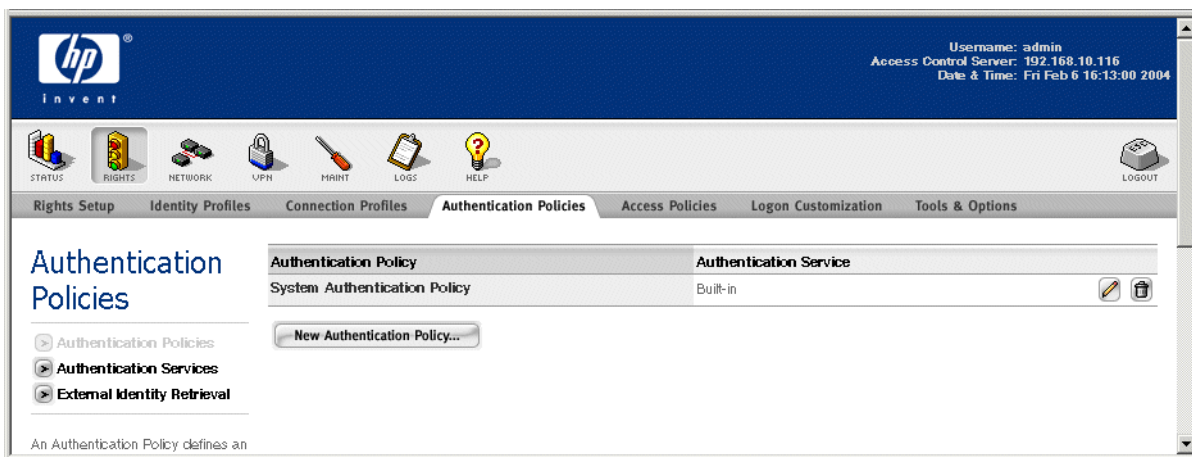 hp®
invent
Username: admin
Access Control Server: 192.168.10.116
Date & Time: Fri Feb 6 16:13:00 2004
STATUS RIGHTS NETWORK VPN MAINT LOGS HELP LOGOUT
Rights Setup Identity Profiles Connection Profiles Authentication Policies Access Policies Logon Customization Tools & Options
Authentication
Policies
Authentication Policies
Authentication Services
External Identity Retrieval
An Authentication Policy defines an
Authentication Policy Authentication Service
System Authentication Policy Built-in
New Authentication Policy...